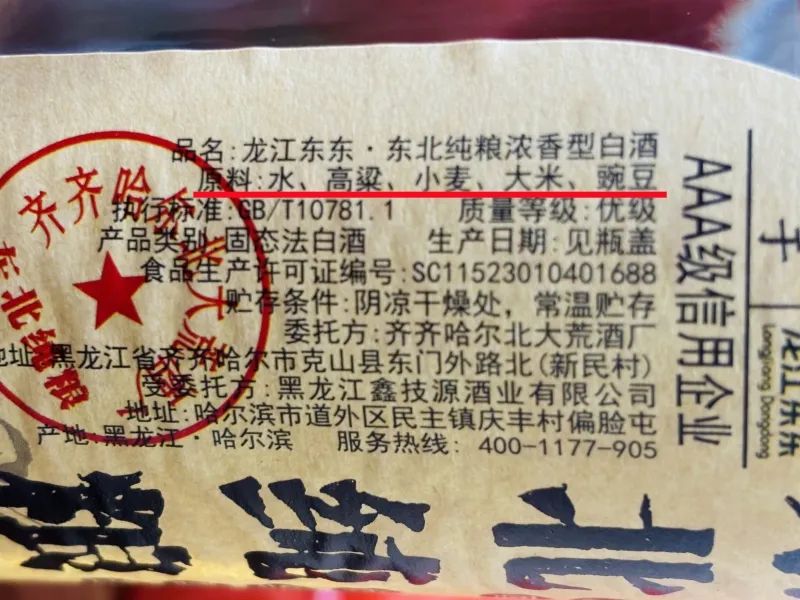 品名:龙江东东·东北纯粮浓香型白酒
原料:水、高粱、小麦、大米、豌豆
执行标准:GB/T10781.1 质量等级:优级
产品类别:固态法白酒 生产日期:见瓶盖
食品生产许可证编号:SC11523010401688
贮存条件:阴凉干燥处，常温贮存
委托方:齐齐哈尔北大荒酒厂
地址:黑龙江省齐齐哈尔市克山县东门外路北(新民村)
受委托方:黑龙江鑫技源酒业有限公司
地址:哈尔滨市道外区民主镇庆丰村偏脸屯
产地:黑龙江·哈尔滨 服务热线: 400-1177-905
AAA级信用企业
龙江东东
Longjiang Dongdong
齐齐哈尔北大荒
东北纯粮
北
纯
粮